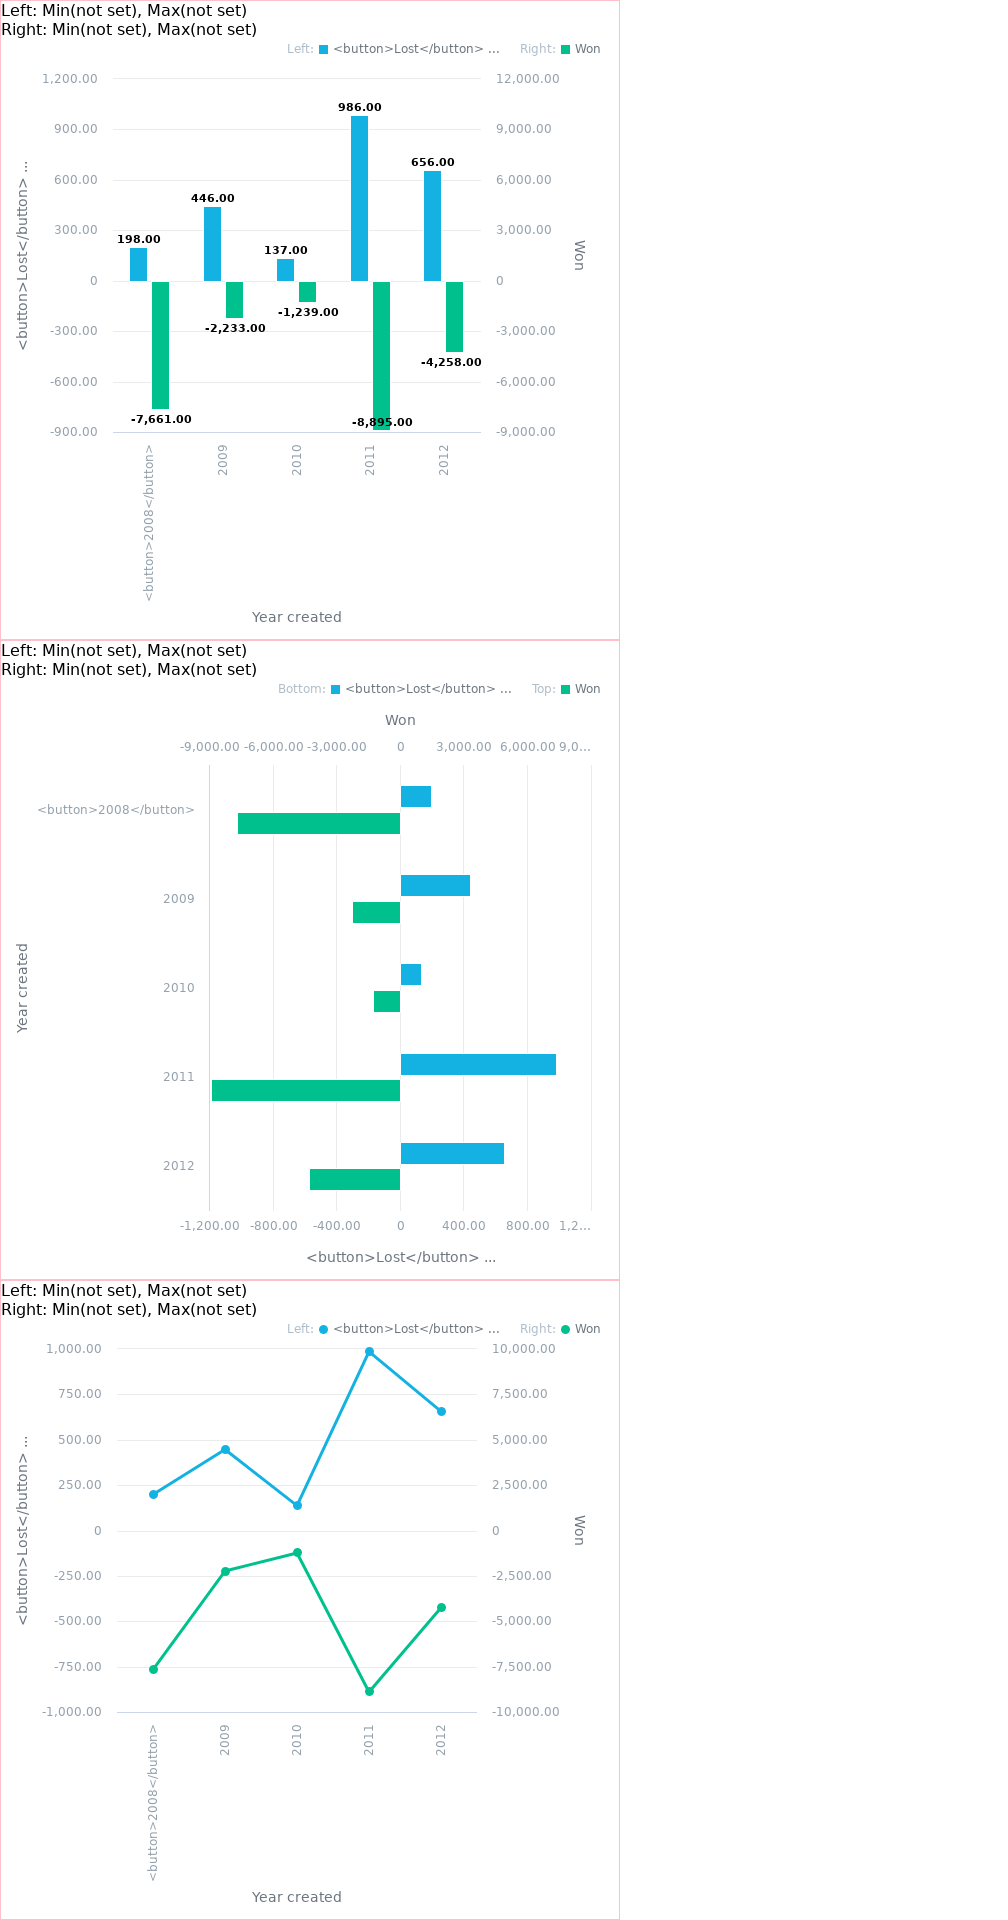 Left: Min(not set), Max(not set)
Right: Min(not set), Max(not set)
Left: <button>Lost</button> ... Right: Won
1,200.00 12,000.00
986.00
900.00 9,000.00
656.00
600.00 6,000.00
446.00
300.00 3,000.00
198.00 137.00
0 0
-300.00 -3,000.00
-2,233.00 -1,239.00
-4,258.00
-600.00 -6,000.00
-7,661.00 -8,895.00
-900.00 -9,000.00
<button>Lost</button> ...
Won
<button>2008</button> 2009 2010 2011 2012
Year created
Left: Min(not set), Max(not set)
Right: Min(not set), Max(not set)
Bottom: <button>Lost</button> ... Top: Won
Won
-9,000.00 -6,000.00 -3,000.00 0 3,000.00 6,000.00 9,0...
<button>2008</button>
2009
2010
2011
2012
Year created
-1,200.00 -800.00 -400.00 0 400.00 800.00 1,2...
<button>Lost</button> ...
Left: Min(not set), Max(not set)
Right: Min(not set), Max(not set)
Left: <button>Lost</button> ... Right: Won
1,000.00 10,000.00
750.00 7,500.00
500.00 5,000.00
250.00 2,500.00
0 0
-250.00 -2,500.00
-500.00 -5,000.00
-750.00 -7,500.00
-1,000.00 -10,000.00
<button>Lost</button> ...
Won
<button>2008</button> 2009 2010 2011 2012
Year created